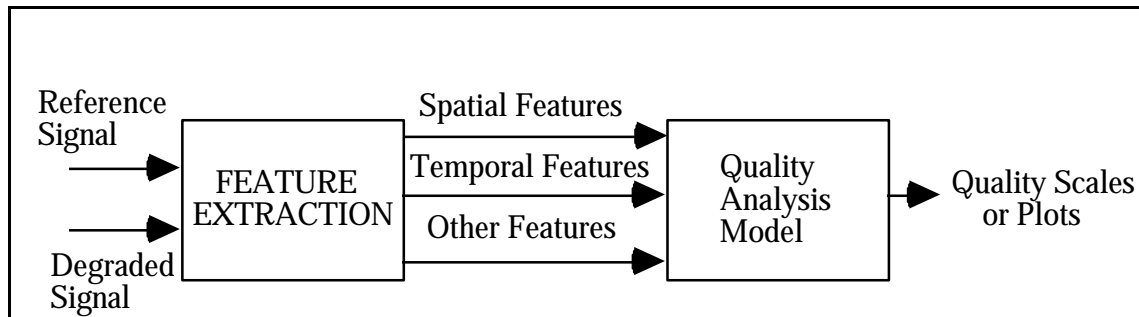 Reference
Signal
Degraded
Signal
FEATURE
EXTRACTION
Spatial Features
Temporal Features
Other Features
Quality
Analysis
Model
Quality Scales
or Plots